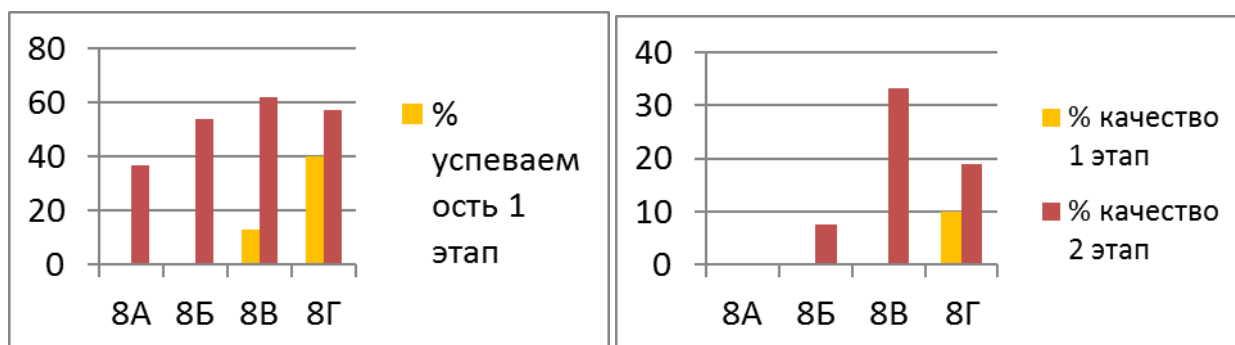 80
60
40
20
0
8А 8Б 8В 8Г
%
успеваем
ость 1
этап
40
30
20
10
0
8А 8Б 8В 8Г
% качество
1 этап
% качество
2 этап